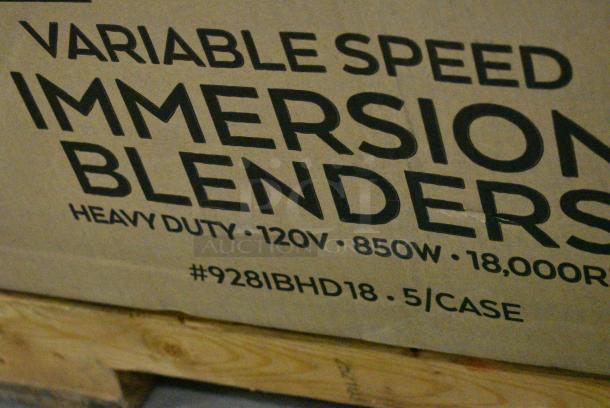 VARIABLE SPEED
IMMERSION
BLENDERS
HEAVY DUTY • 120V • 850W • 18,000R
#928IBHD18 • 5/CASE